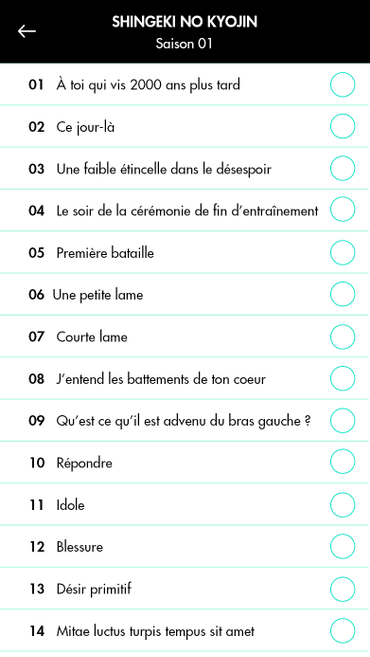 SHINGEKI NO KYOJIN
Saison 01
01 À toi qui vis 2000 ans plus tard
02 Ce jour-là
03 Une faible étincelle dans le désespoir
04 Le soir de la cérémonie de fin d’entraînement
05 Première bataille
06 Une petite lame
07 Courte lame
08 J’entend les battements de ton coeur
09 Qu’est ce qu’il est advenu du bras gauche ?
10 Répondre
11 Idole
12 Blessure
13 Désir primitif
14 Mitae luctus turpis tempus sit amet